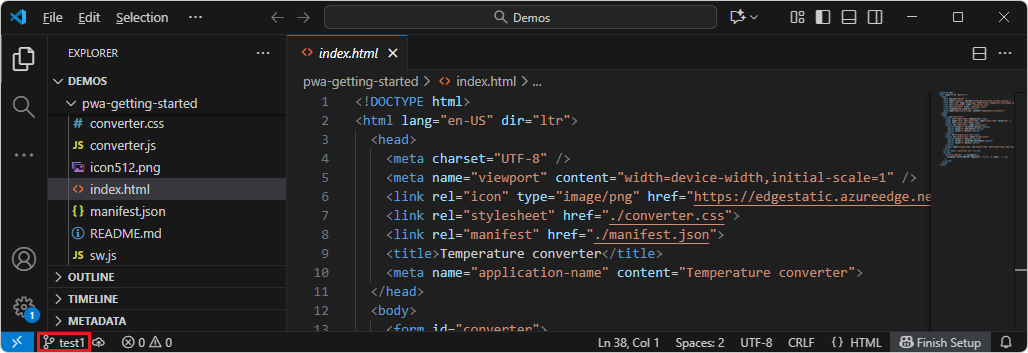 File Edit Selection ... Demos
EXPLORER ...
index.html
DEMOS
pwa-getting-started > index.html > ...
pwa-getting-started
# converter.css
JS converter.js
icon512.png
<> index.html
{} manifest.json
README.md
JS sw.js
OUTLINE
TIMELINE
METADATA
1
1 <!DOCTYPE html>
2 <html lang="en-US" dir="ltr">
3 <head>
4 <meta charset="UTF-8" />
5 <meta name="viewport" content="width=device-width,initial-scale=1" />
6 <link rel="icon" type="image/png" href="https://edgestatic.azureedge.ne
7 <link rel="stylesheet" href="./converter.css">
8 <link rel="manifest" href="./manifest.json">
9 <title>Temperature converter</title>
10 <meta name="application-name" content="Temperature converter">
11 </head>
12 <body>
13 <form id="converter">
test1 0 0 Ln 38, Col 1 Spaces: 2 UTF-8 CRLF {} HTML Finish Setup